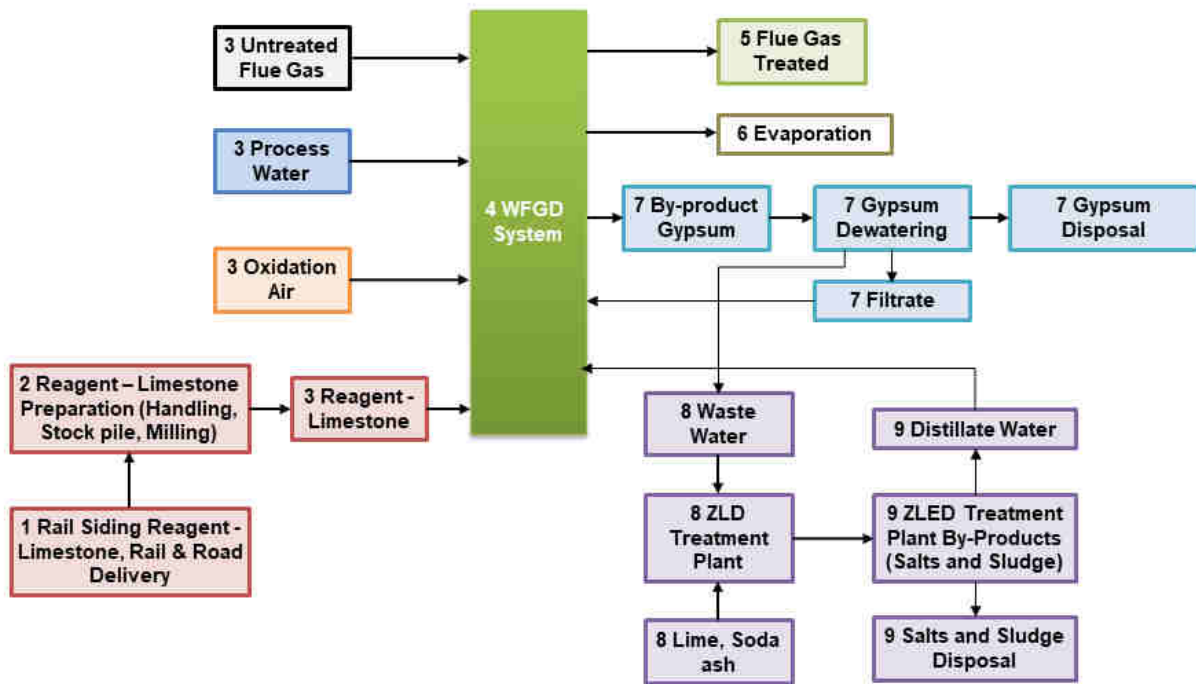 3 Untreated
Flue Gas
5 Flue Gas
Treated
3 Process
Water
6 Evaporation
4 WFGD
System
7 By-product
Gypsum
7 Gypsum
Dewatering
7 Gypsum
Disposal
3 Oxidation
Air
7 Filtrate
2 Reagent – Limestone
Preparation (Handling,
Stock pile, Milling)
3 Reagent -
Limestone
8 Waste
Water
9 Distillate Water
1 Rail Siding Reagent -
Limestone, Rail & Road
Delivery
8 ZLD
Treatment
Plant
9 ZLED Treatment
Plant By-Products
(Salts and Sludge)
8 Lime, Soda
ash
9 Salts and Sludge
Disposal